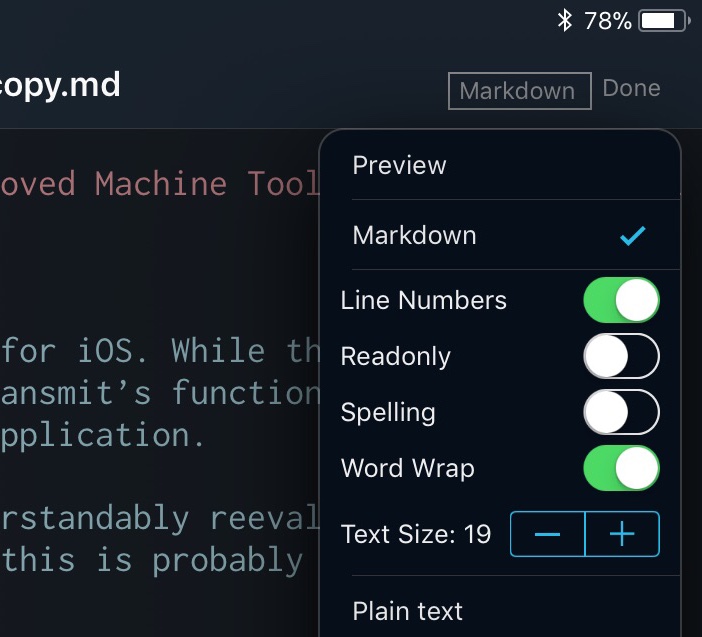 78%
copy.md
Markdown
Done
oved Machine Tool
Preview
Markdown
Line Numbers
for iOS. While th
Readonly
ansmit’s function
Spelling
pplication.
Word Wrap
rstandably reeval
Text Size: 19
this is probably
Plain text